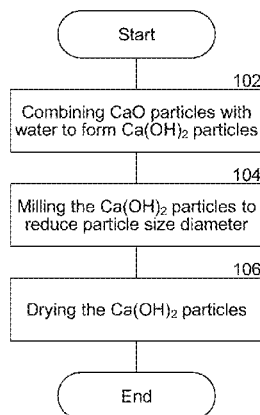 Start
102
Combining CaO particles with
water to form Ca(OH)₂ particles
104
Milling the Ca(OH)₂ particles to
reduce particle size diameter
106
Drying the Ca(OH)₂ particles
End